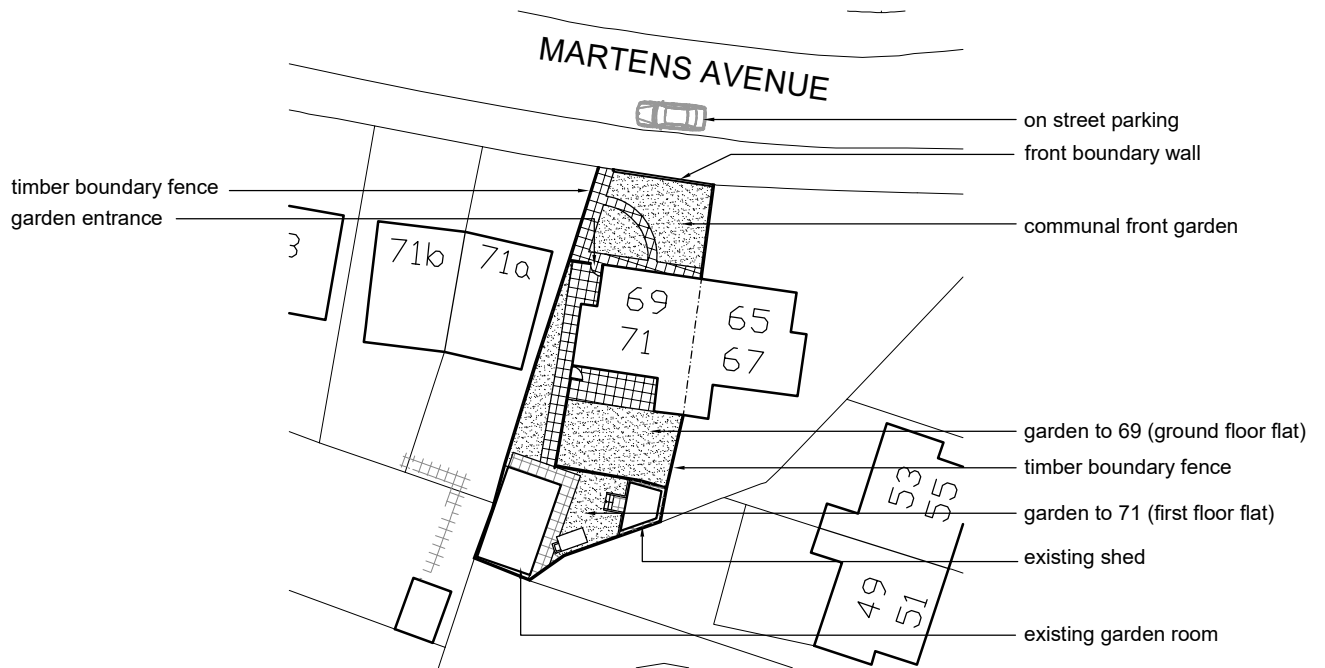 MARTENS AVENUE
on street parking
front boundary wall
timber boundary fence
garden entrance
communal front garden
3
71b
71a
69
71
65
67
garden to 69 (ground floor flat)
timber boundary fence
53
55
garden to 71 (first floor flat)
existing shed
49
51
existing garden room